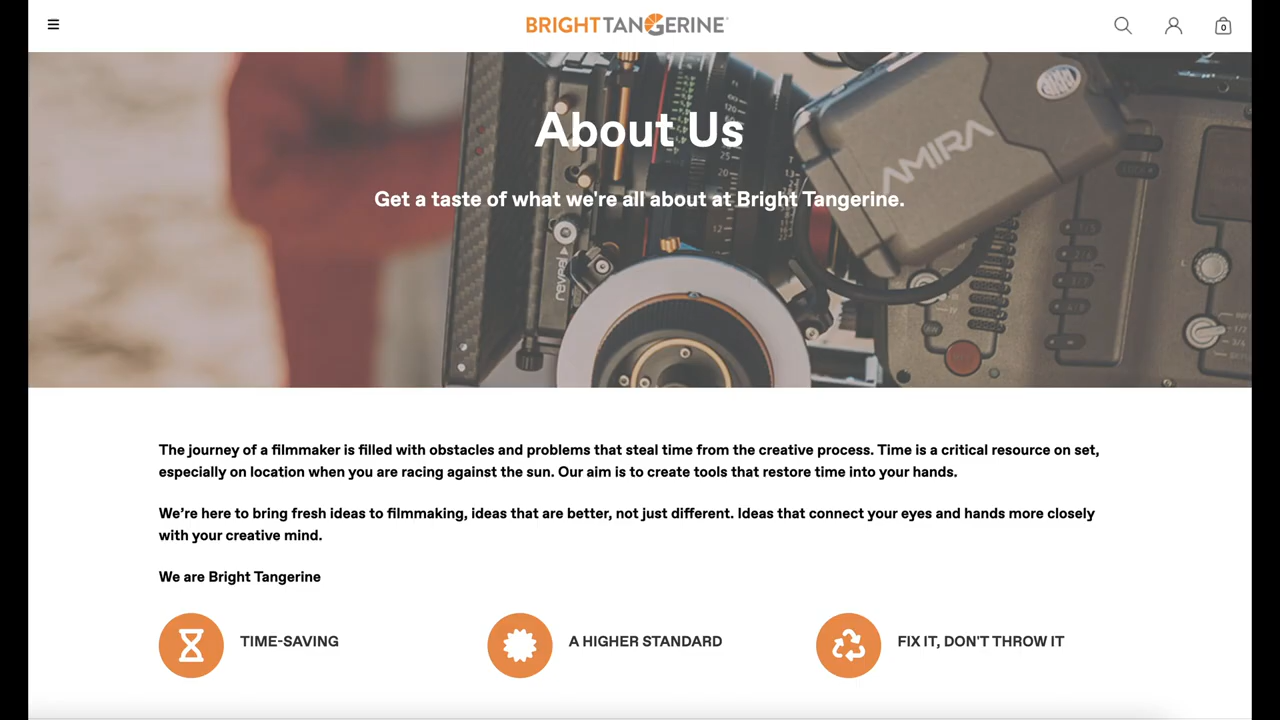 BRIGHTTANGERINE
0
ARRI
AMIRA
About Us
Get a taste of what we're all about at Bright Tangerine.
reveal
The journey of a filmmaker is filled with obstacles and problems that steal time from the creative process. Time is a critical resource on set,
especially on location when you are racing against the sun. Our aim is to create tools that restore time into your hands.
We’re here to bring fresh ideas to filmmaking, ideas that are better, not just different. Ideas that connect your eyes and hands more closely
with your creative mind.
We are Bright Tangerine
TIME-SAVING
A HIGHER STANDARD
FIX IT, DON'T THROW IT